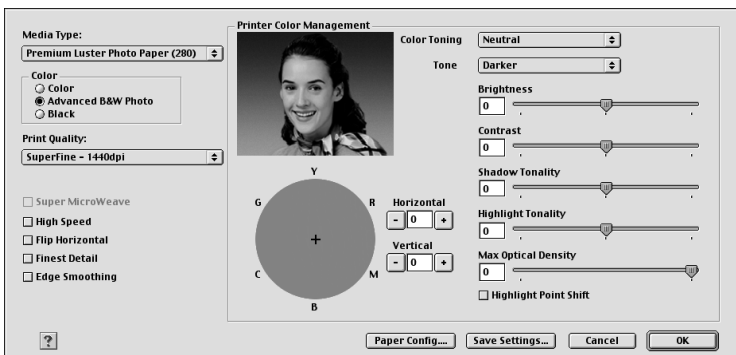 Media Type:
Premium Luster Photo Paper (280)
Color
Color
Advanced B&W Photo
Black
Print Quality:
SuperFine - 1440dpi
Super MicroWeave
High Speed
Flip Horizontal
Finest Detail
Edge Smoothing
Printer Color Management
Color Toning Neutral
Tone Darker
Brightness
0
Contrast
0
Shadow Tonality
0
Highlight Tonality
0
Max Optical Density
0
Highlight Point Shift
Y
G R
C M
B
Horizontal
- 0 +
Vertical
- 0 +
?
Paper Config.... Save Settings... Cancel OK